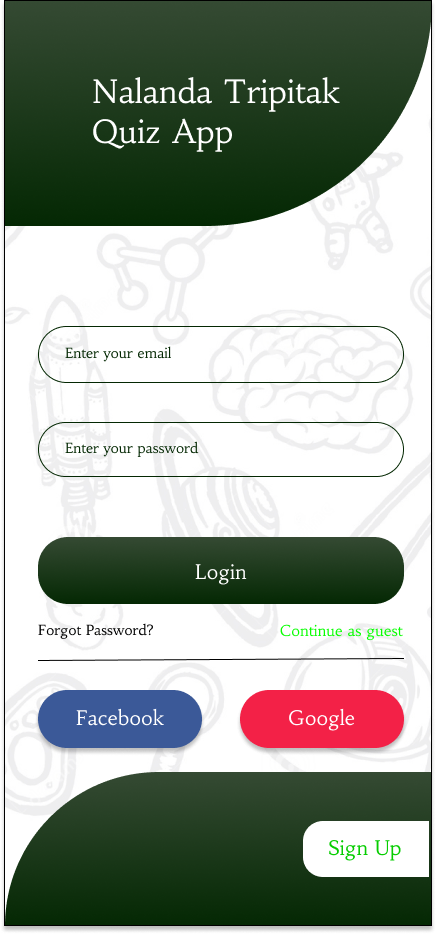 Nalanda Tripitak
Quiz App
Enter your email
Enter your password
Login
Forgot Password?
Continue as guest
Facebook
Google
Sign Up